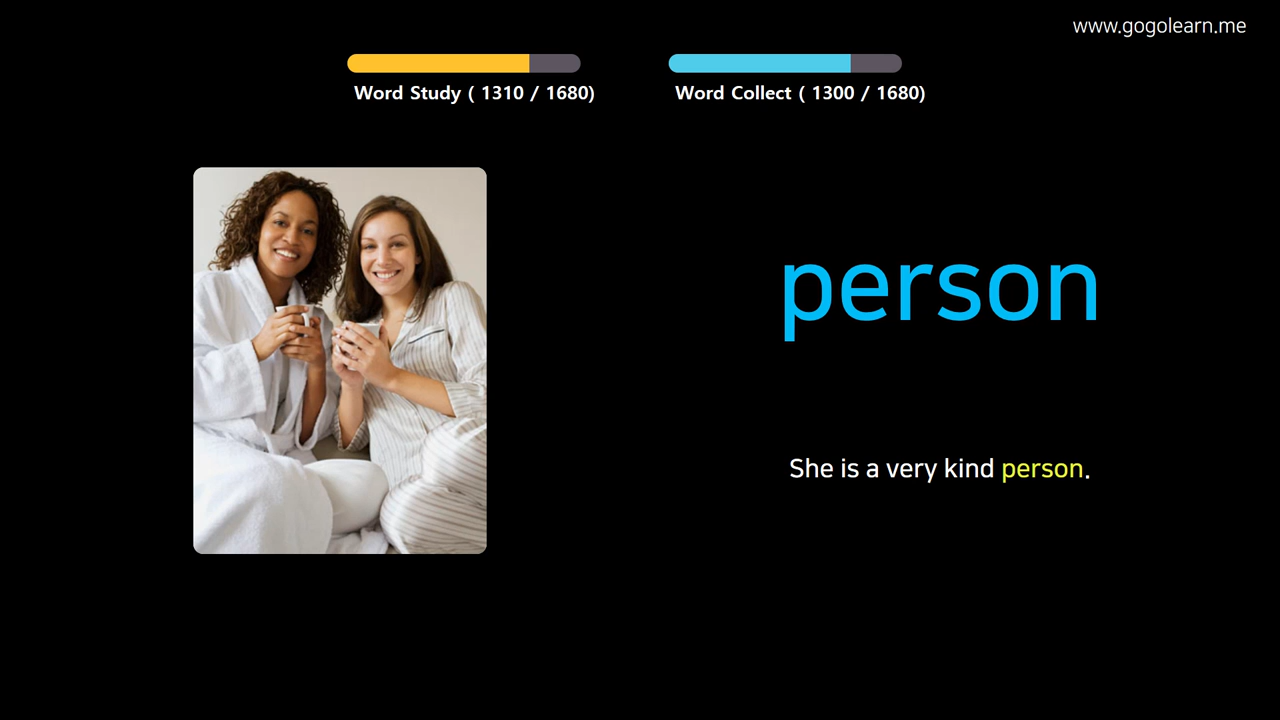 www.gogolearn.me
Word Study ( 1310 / 1680)
Word Collect ( 1300 / 1680)
person
She is a very kind person.